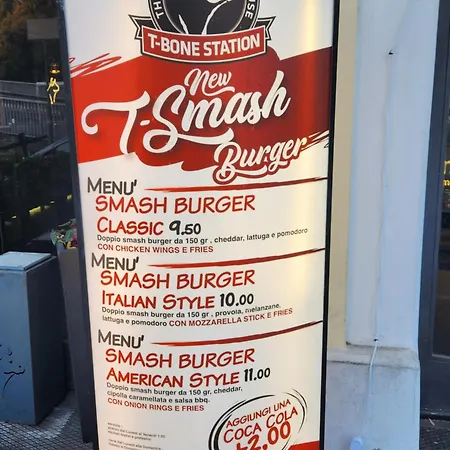 T-BONE STATION
New
T-Smash
Burger
MENU'
SMASH BURGER
CLASSIC 9.50
Doppio smash burger da 150 gr , cheddar, lattuga e pomodoro
CON CHICKEN WINGS E FRIES
MENU'
SMASH BURGER
ITALIAN STYLE 10.00
Doppio smash burger da 150 gr , provola, melanzane,
lattuga e pomodoro CON MOZZARELLA STICK E FRIES
MENU'
SMASH BURGER
AMERICAN STYLE 11.00
Doppio smash burger da 150 gr, cheddar,
cipolla caramellata e salsa bbq.
CON ONION RINGS E FRIES
AGGIUNGI UNA
COCA COLA
2,00